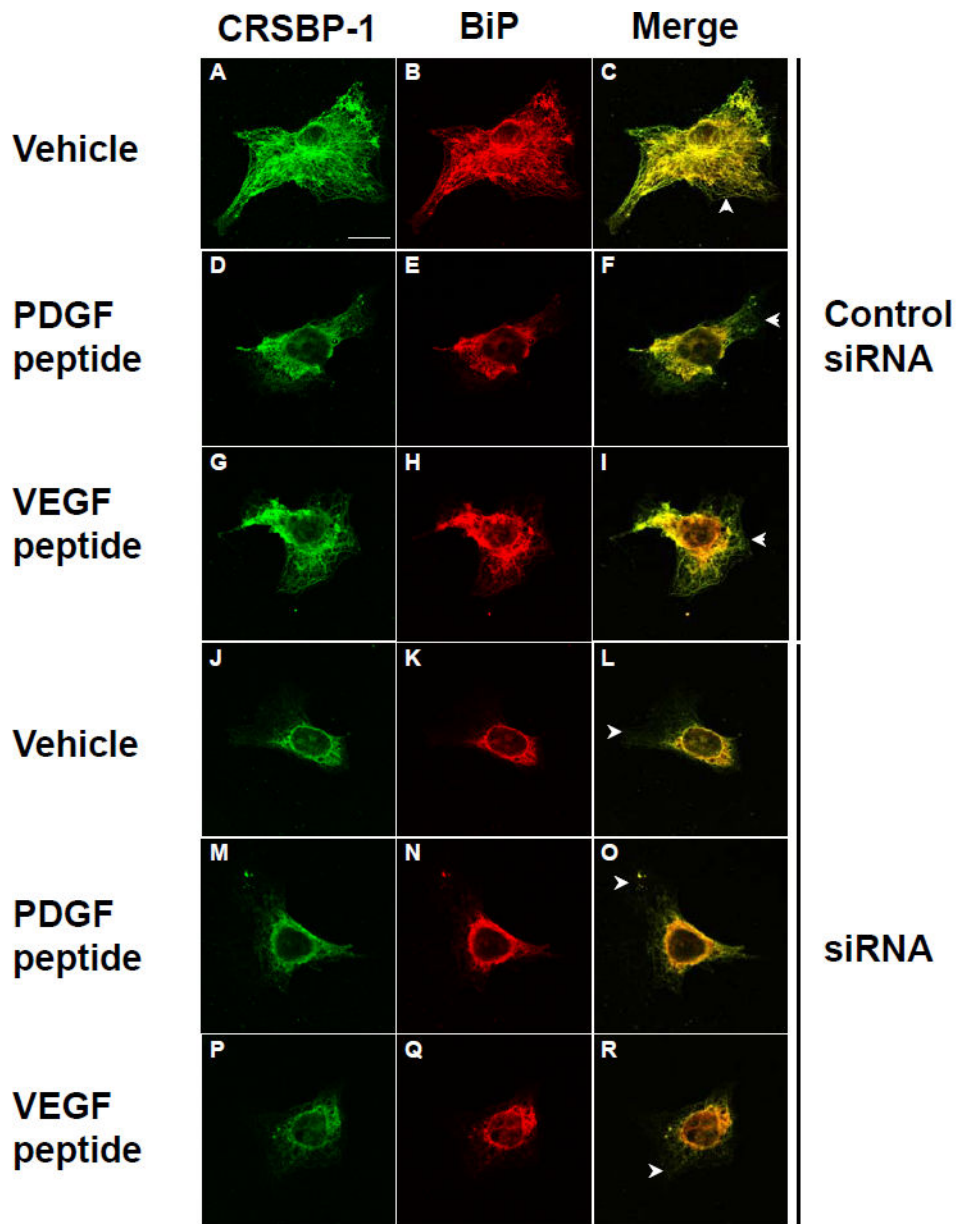 CRSBP-1 BiP Merge
Vehicle
A B C
PDGF
peptide
D E F
Control
siRNA
VEGF
peptide
G H I
Vehicle
J K L
PDGF
peptide
M N O
siRNA
VEGF
peptide
P Q R